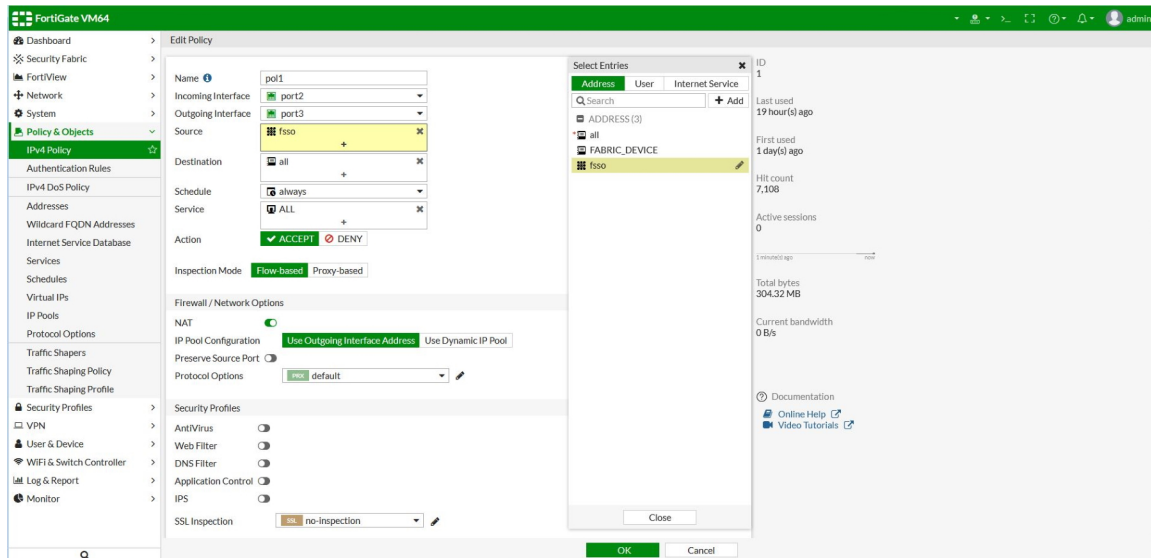 FortiGate VM64
admin
Dashboard
Security Fabric
FortiView
Network
System
Policy & Objects
IPv4 Policy
Authentication Rules
IPv4 DoS Policy
Addresses
Wildcard FQDN Addresses
Internet Service Database
Services
Schedules
Virtual IPs
IP Pools
Protocol Options
Traffic Shapers
Traffic Shaping Policy
Traffic Shaping Profile
Security Profiles
VPN
User & Device
WiFi & Switch Controller
Log & Report
Monitor
Edit Policy
Name pol1
Incoming Interface port2
Outgoing Interface port3
Source fsso
+
Destination all
+
Schedule always
Service ALL
+
Action ACCEPT DENY
Inspection Mode Flow-based Proxy-based
Firewall / Network Options
NAT
IP Pool Configuration Use Outgoing Interface Address Use Dynamic IP Pool
Preserve Source Port
Protocol Options PRX default
Security Profiles
AntiVirus
Web Filter
DNS Filter
Application Control
IPS
SSL Inspection SSL no-inspection
Select Entries
Address User Internet Service
Search + Add
ADDRESS (3)
all
FABRIC_DEVICE
fsso
Close
OK Cancel
ID
1
Last used
19 hour(s) ago
First used
1 day(s) ago
Hit count
7,108
Active sessions
0
1 minute(s) ago now
Total bytes
304.32 MB
Current bandwidth
0 B/s
Documentation
Online Help
Video Tutorials